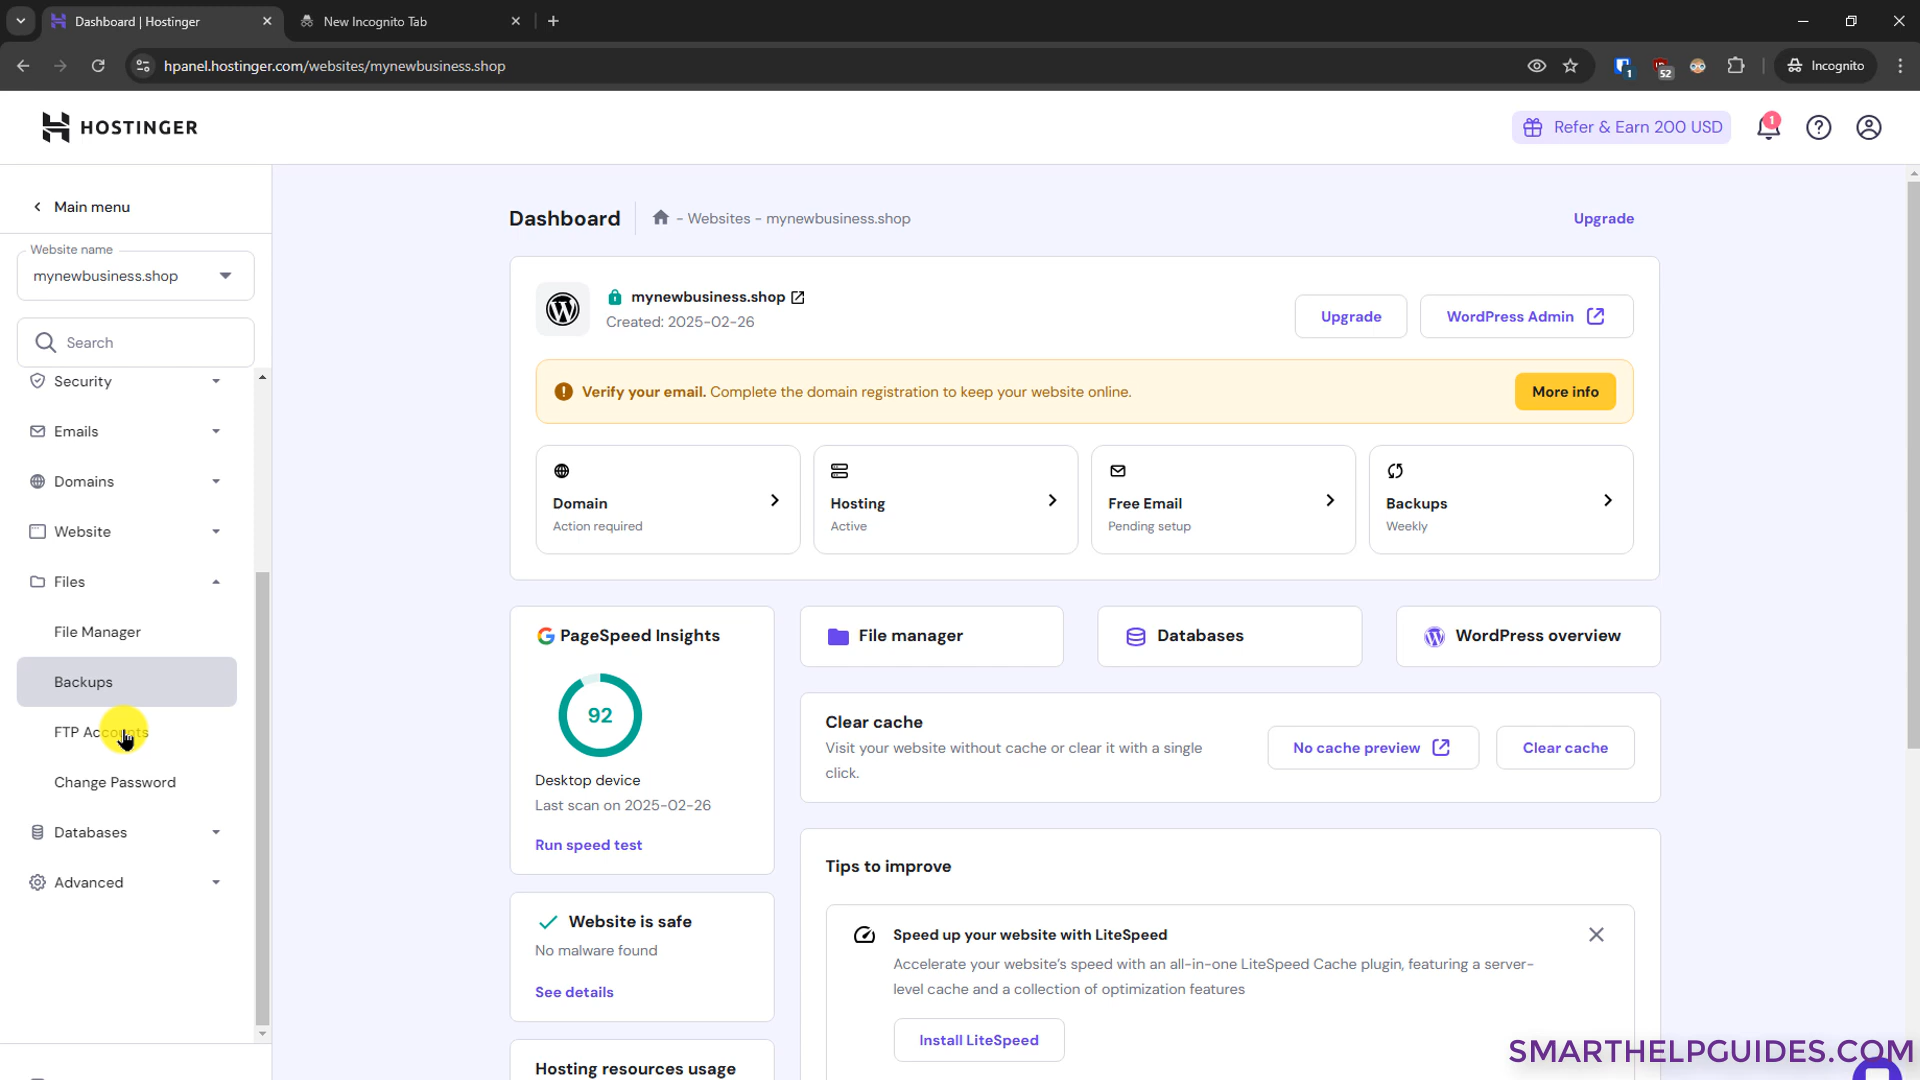 Dashboard | Hostinger
New Incognito Tab
hpanel.hostinger.com/websites/mynewbusiness.shop
1
52
Incognito
HOSTINGER
Refer & Earn 200 USD
1
Main menu
Website name
mynewbusiness.shop
Search
Security
Emails
Domains
Website
Files
File Manager
Backups
FTP Accounts
Change Password
Databases
Advanced
Dashboard
- Websites - mynewbusiness.shop
Upgrade
mynewbusiness.shop
Created: 2025-02-26
Upgrade
WordPress Admin
Verify your email. Complete the domain registration to keep your website online.
More info
Domain
Action required
Hosting
Active
Free Email
Pending setup
Backups
Weekly
PageSpeed Insights
92
Desktop device
Last scan on 2025-02-26
Run speed test
File manager
Databases
WordPress overview
Clear cache
Visit your website without cache or clear it with a single
click.
No cache preview
Clear cache
Website is safe
No malware found
See details
Tips to improve
Speed up your website with LiteSpeed
Accelerate your website's speed with an all-in-one LiteSpeed Cache plugin, featuring a server-
level cache and a collection of optimization features
Install LiteSpeed
Hosting resources usage
SMARTHELPGUIDES.COM